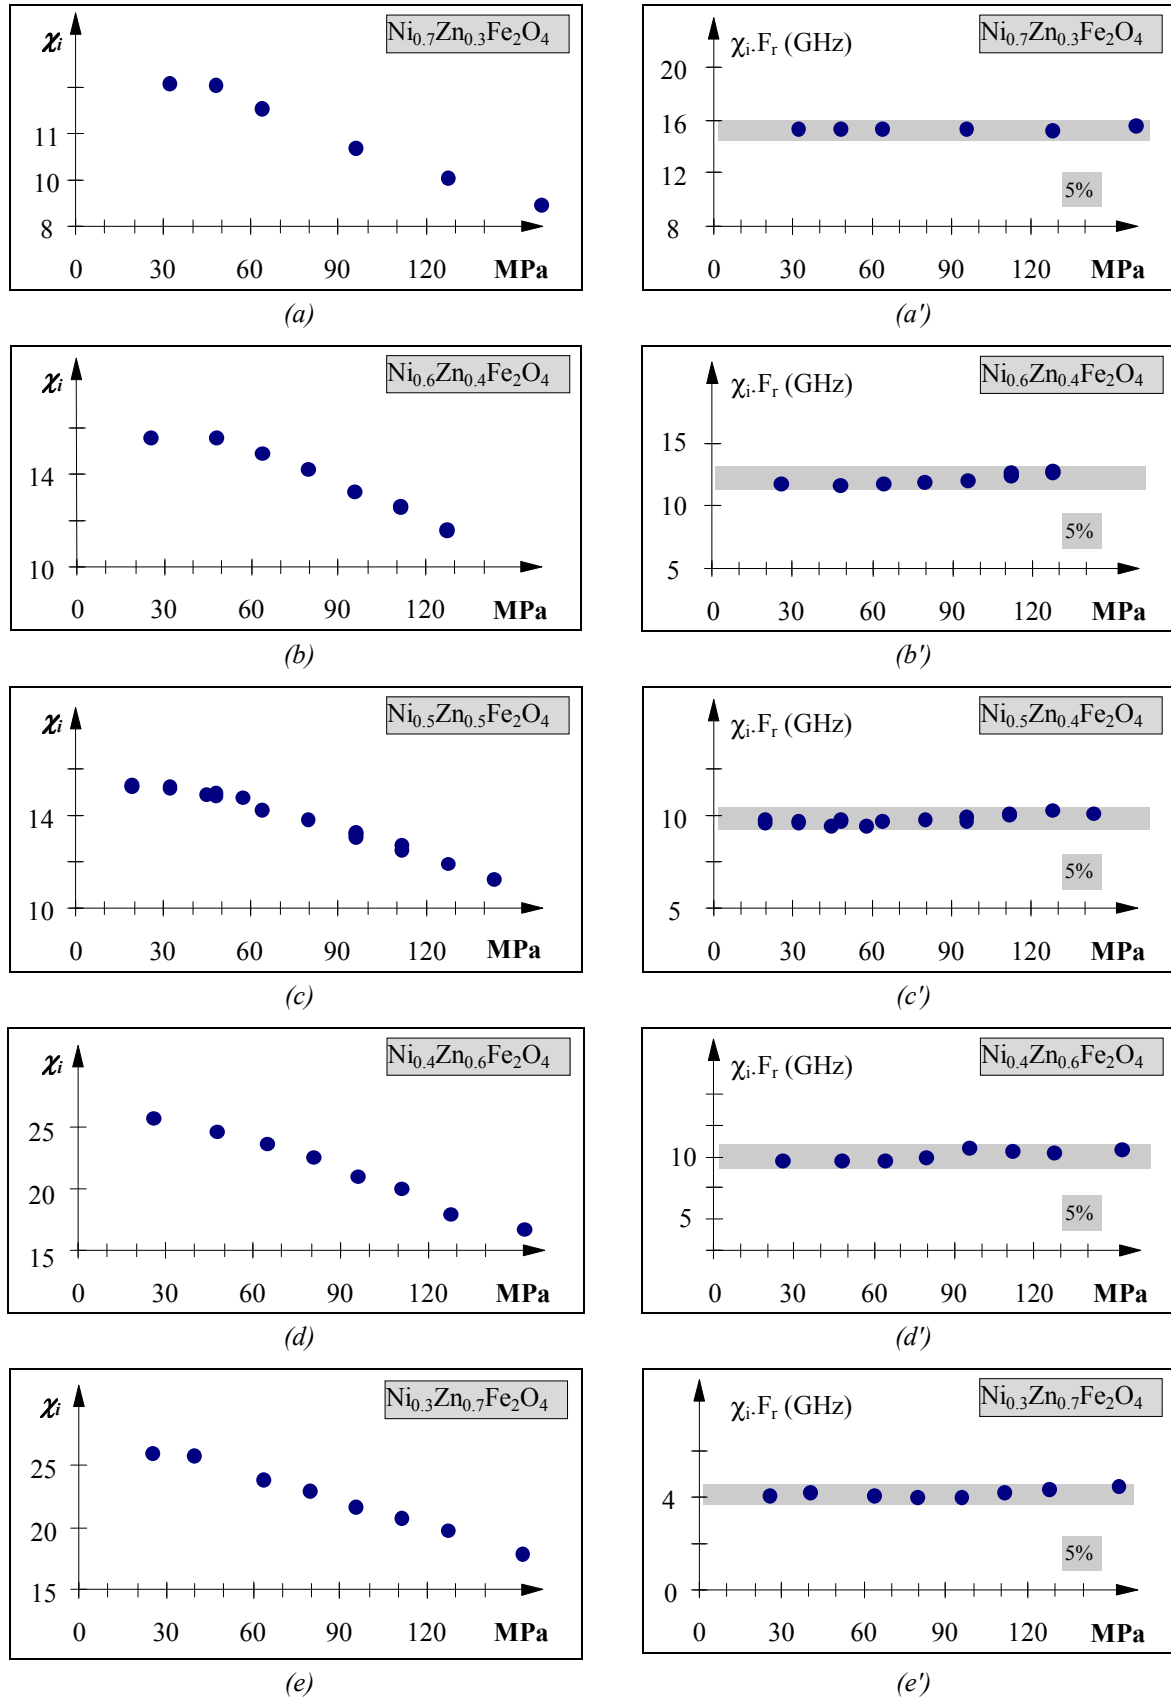 χi
Ni0.7Zn0.3Fe2O4
11
10
8
0 30 60 90 120 MPa
(a)
χi.Fr (GHz)
Ni0.7Zn0.3Fe2O4
20
16
12
5%
8
0 30 60 90 120 MPa
(a')
χi
Ni0.6Zn0.4Fe2O4
14
10
0 30 60 90 120 MPa
(b)
χi.Fr (GHz)
Ni0.6Zn0.4Fe2O4
15
10
5%
5
0 30 60 90 120 MPa
(b')
χi
Ni0.5Zn0.5Fe2O4
14
10
0 30 60 90 120 MPa
(c)
χi.Fr (GHz)
Ni0.5Zn0.4Fe2O4
10
5%
5
0 30 60 90 120 MPa
(c')
χi
Ni0.4Zn0.6Fe2O4
25
20
15
0 30 60 90 120 MPa
(d)
χi.Fr (GHz)
Ni0.4Zn0.6Fe2O4
10
5
5%
0 30 60 90 120 MPa
(d')
χi
Ni0.3Zn0.7Fe2O4
25
20
15
0 30 60 90 120 MPa
(e)
χi.Fr (GHz)
Ni0.3Zn0.7Fe2O4
4
5%
0
0 30 60 90 120 MPa
(e')